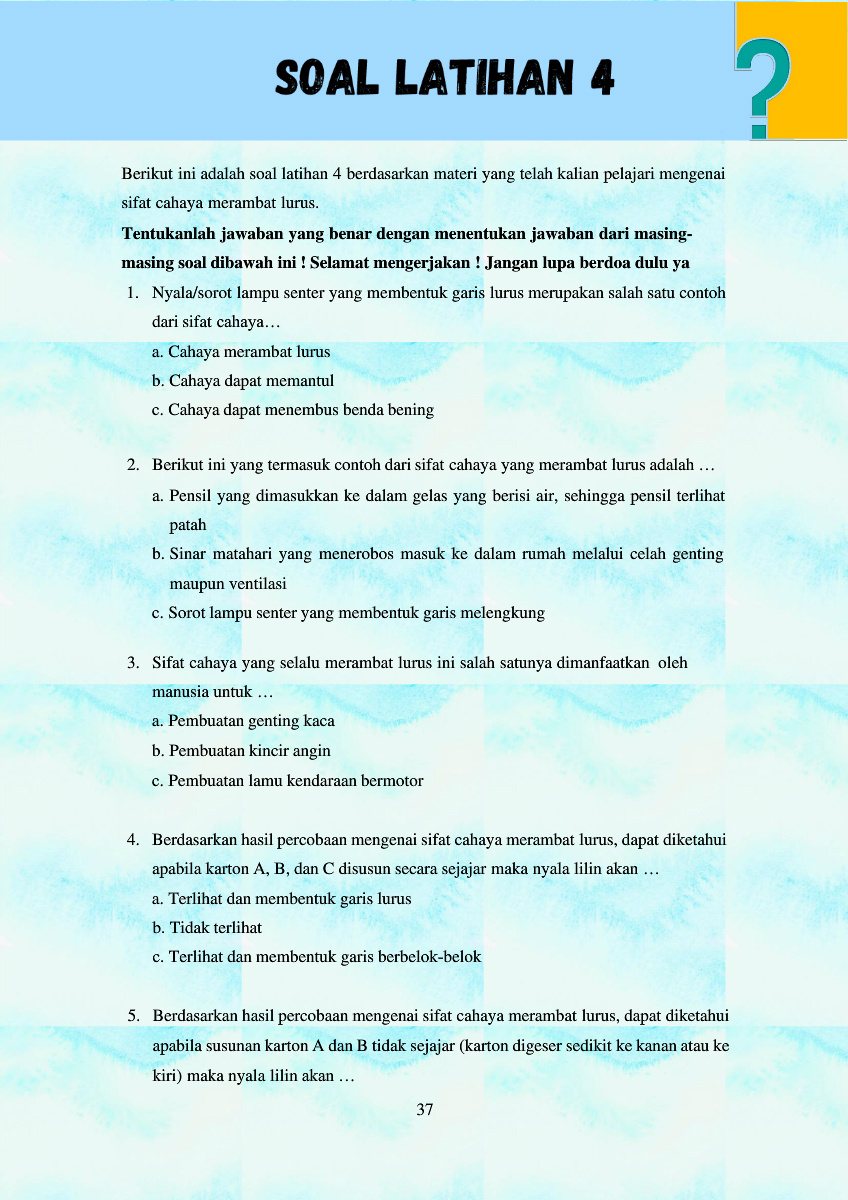 SOAL LATIHAN 4
?
Berikut ini adalah soal latihan 4 berdasarkan materi yang telah kalian pelajari mengenai
sifat cahaya merambat lurus.
Tentukanlah jawaban yang benar dengan menentukan jawaban dari masing-
masing soal dibawah ini ! Selamat mengerjakan ! Jangan lupa berdoa dulu ya
1. Nyala/sorot lampu senter yang membentuk garis lurus merupakan salah satu contoh
dari sifat cahaya…
a. Cahaya merambat lurus
b. Cahaya dapat memantul
c. Cahaya dapat menembus benda bening
2. Berikut ini yang termasuk contoh dari sifat cahaya yang merambat lurus adalah …
a. Pensil yang dimasukkan ke dalam gelas yang berisi air, sehingga pensil terlihat
patah
b. Sinar matahari yang menerobos masuk ke dalam rumah melalui celah genting
maupun ventilasi
c. Sorot lampu senter yang membentuk garis melengkung
3. Sifat cahaya yang selalu merambat lurus ini salah satunya dimanfaatkan oleh
manusia untuk …
a. Pembuatan genting kaca
b. Pembuatan kincir angin
c. Pembuatan lamu kendaraan bermotor
4. Berdasarkan hasil percobaan mengenai sifat cahaya merambat lurus, dapat diketahui
apabila karton A, B, dan C disusun secara sejajar maka nyala lilin akan …
a. Terlihat dan membentuk garis lurus
b. Tidak terlihat
c. Terlihat dan membentuk garis berbelok-belok
5. Berdasarkan hasil percobaan mengenai sifat cahaya merambat lurus, dapat diketahui
apabila susunan karton A dan B tidak sejajar (karton digeser sedikit ke kanan atau ke
kiri) maka nyala lilin akan …
37